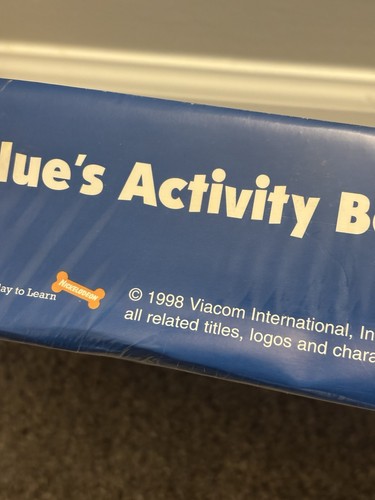 lue's Activity B
ay to Learn
NICKELODEON
© 1998 Viacom International, In
all related titles, logos and chara